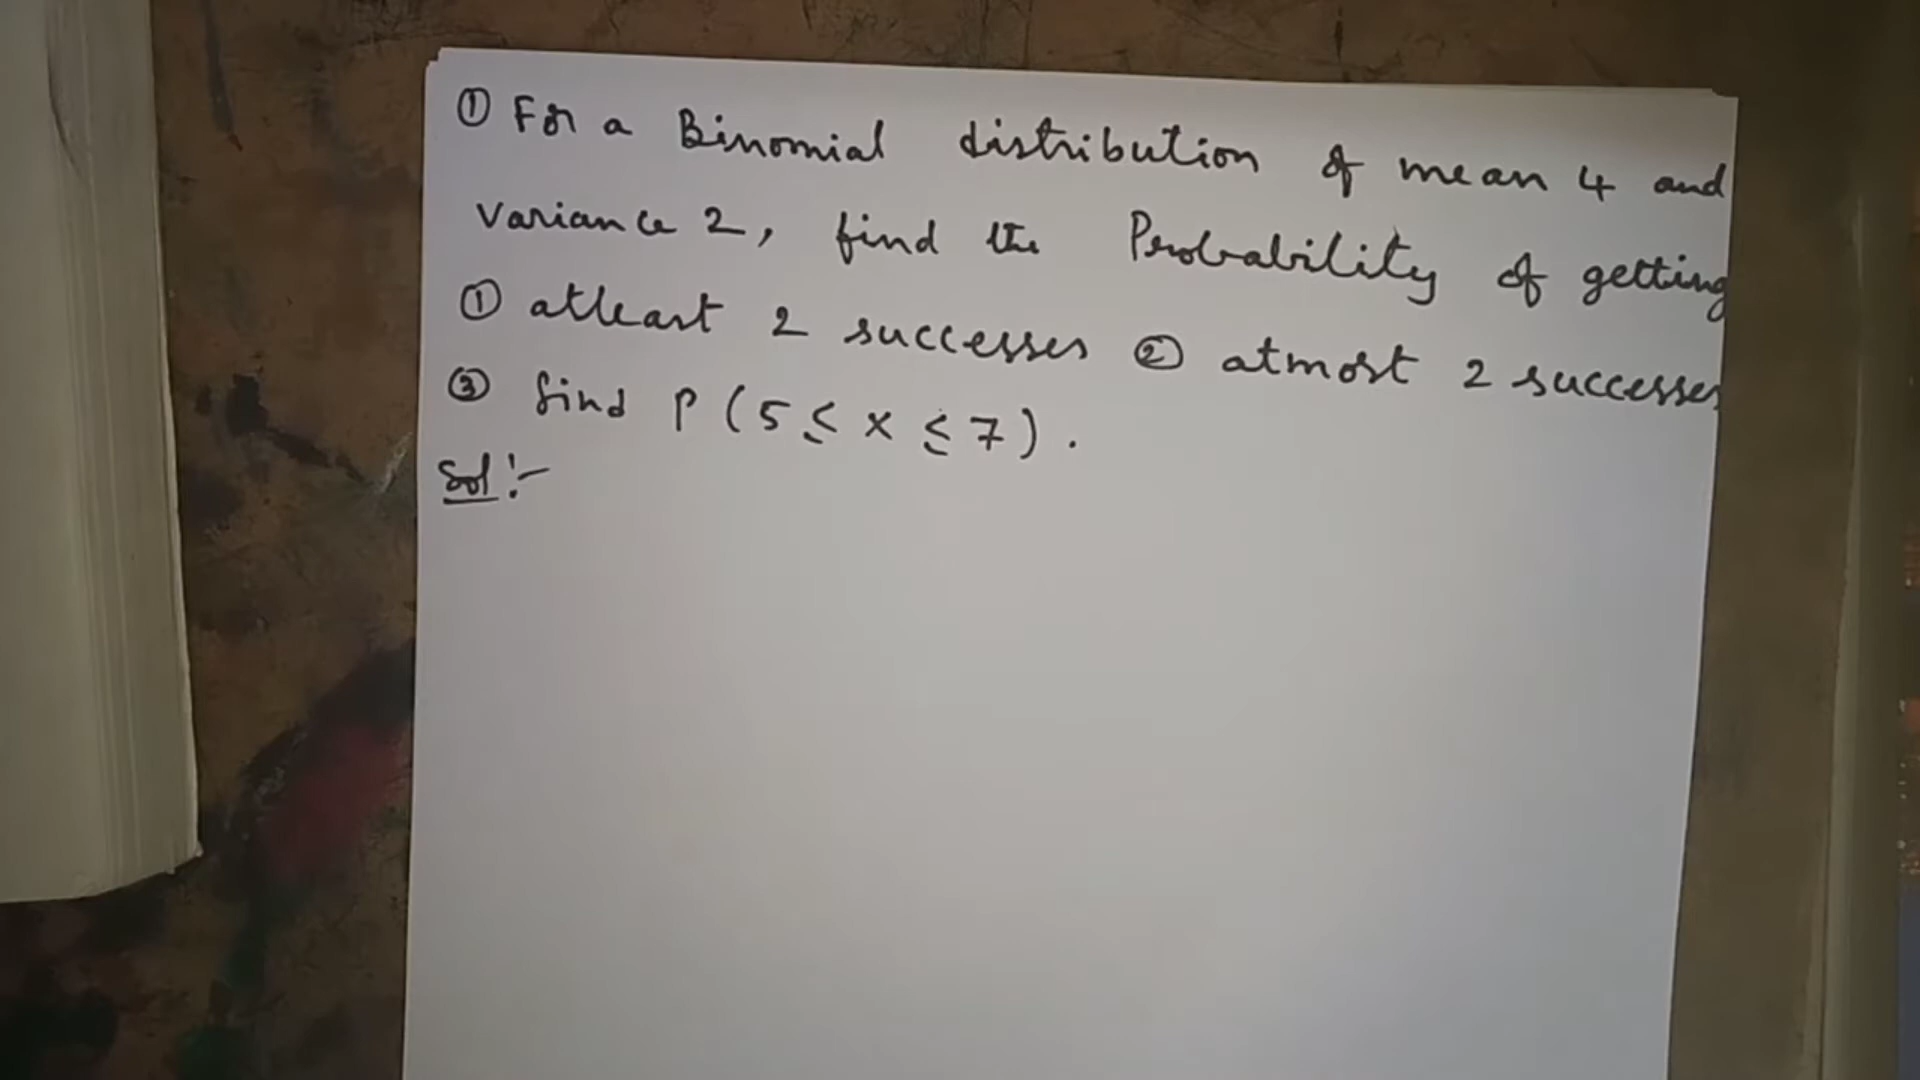 ① For a Binomial distribution of mean 4 and
variance 2, find the Probability of getting
① atleast 2 successes ② atmost 2 successes
③ find P(5 ≤ x ≤ 7).
Sol :-